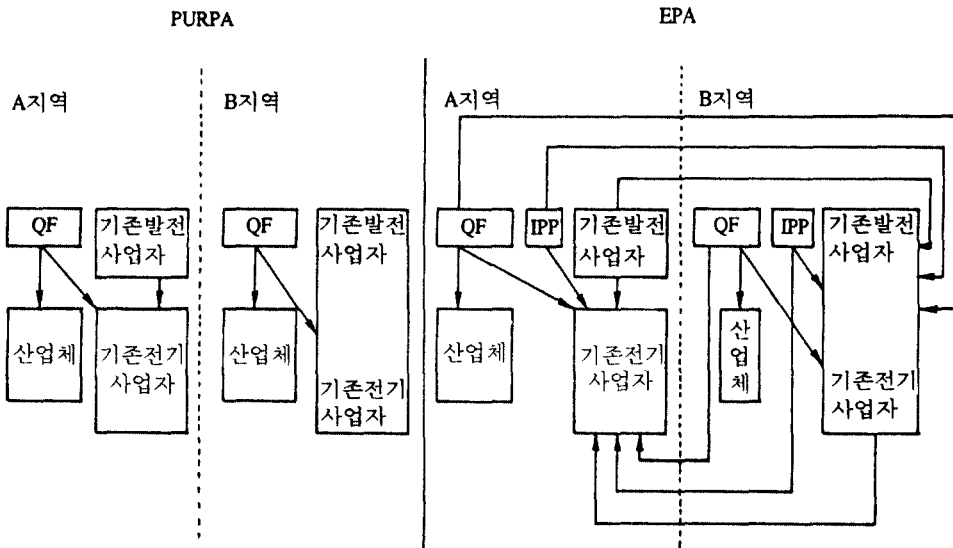 PURPA
EPA
A지역
B지역
A지역
B지역
QF
기존발전
사업자
QF
기존발전
사업자
QF
IPP
기존발전
사업자
QF
IPP
기존발전
사업자
산업체
기존전기
사업자
산업체
기존전기
사업자
산업체
기존전기
사업자
산
업
체
기존전기
사업자